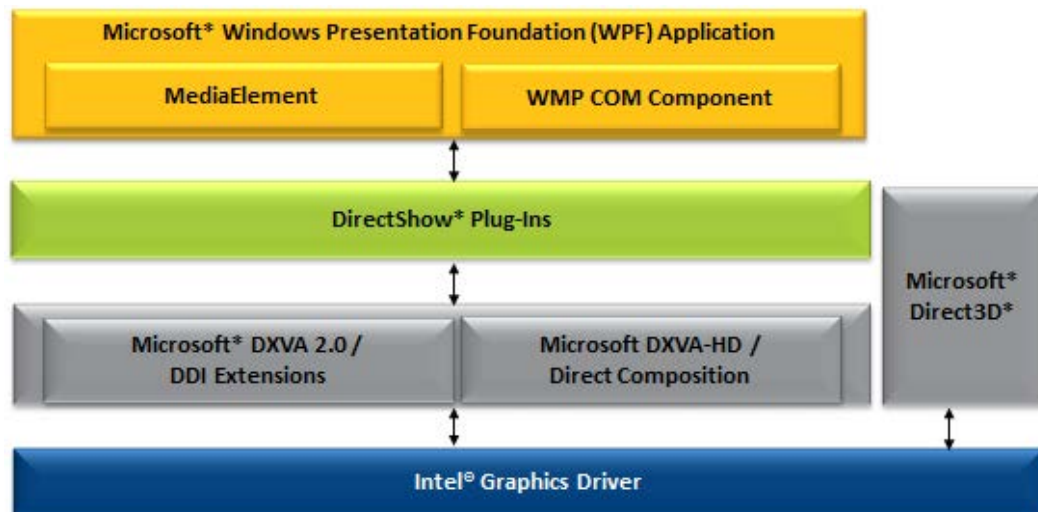 Microsoft* Windows Presentation Foundation (WPF) Application
MediaElement
WMP COM Component
DirectShow* Plug-Ins
Microsoft*
Direct3D*
Microsoft* DXVA 2.0 /
DDI Extensions
Microsoft DXVA-HD /
Direct Composition
Intel® Graphics Driver